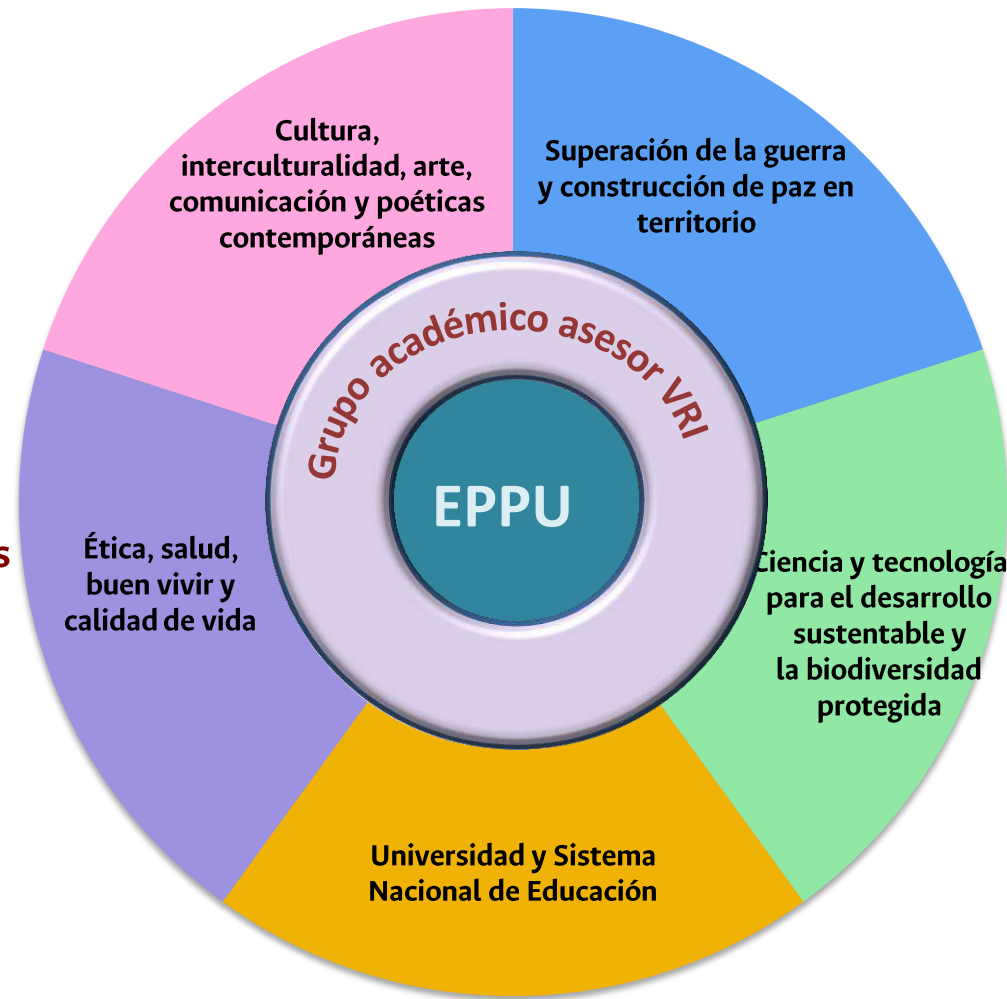 Cultura,
interculturalidad, arte,
comunicación y poéticas
contemporáneas
Superación de la guerra
y construcción de paz en
territorio
Grupo académico asesor VRI
EPPU
s
Ética, salud,
buen vivir y
calidad de vida
Ciencia y tecnología
para el desarrollo
sustentable y
la biodiversidad
protegida
Universidad y Sistema
Nacional de Educación